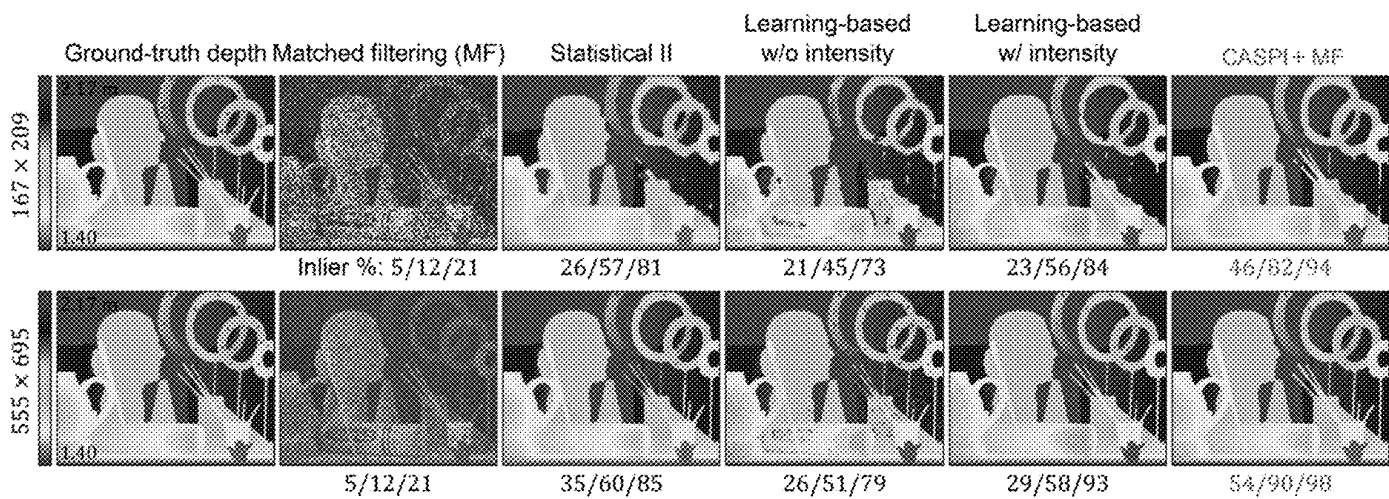 Ground-truth depth Matched filtering (MF) Statistical II Learning-based w/o intensity Learning-based w/ intensity CASPI + MF
167 × 209
2.12 m
1.40
Inlier %: 5/12/21 26/57/81 21/45/73 23/56/84 46/82/94
555 × 695
2.17 m
1.40
5/12/21 35/60/85 26/51/79 29/58/93 54/90/98